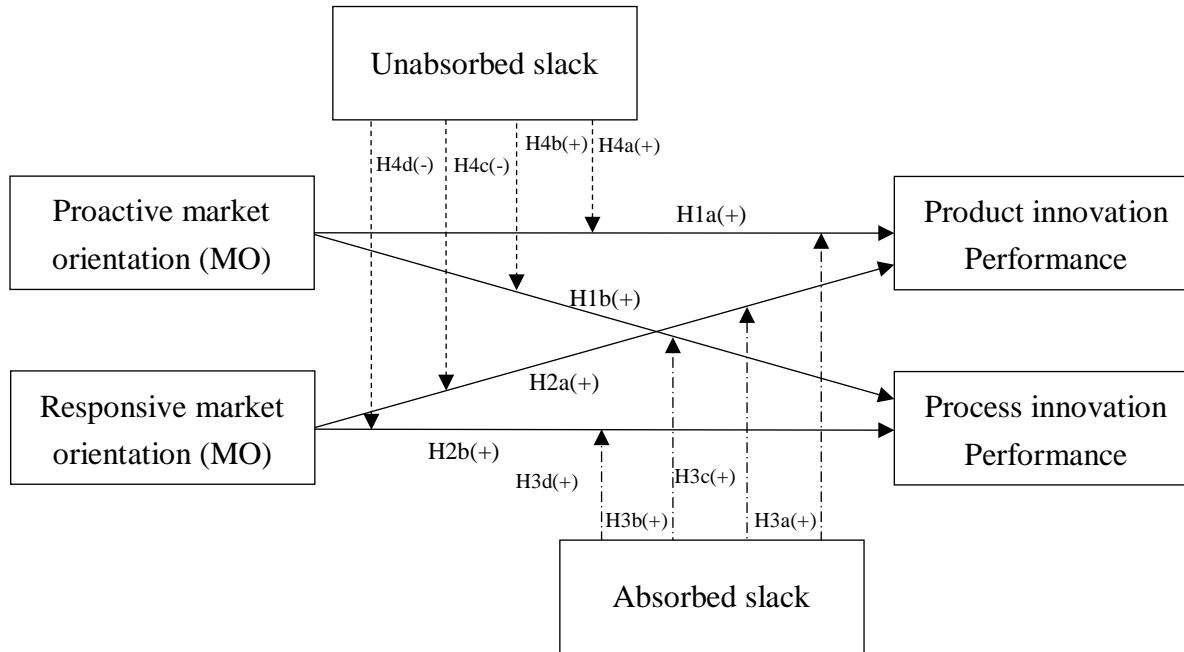 Unabsorbed slack
H4d(-)
H4c(-)
H4b(+)
H4a(+)
Proactive market
orientation (MO)
H1a(+)
Product innovation
Performance
H1b(+)
H2a(+)
Responsive market
orientation (MO)
H2b(+)
Process innovation
Performance
H3d(+)
H3b(+)
H3c(+)
H3a(+)
Absorbed slack